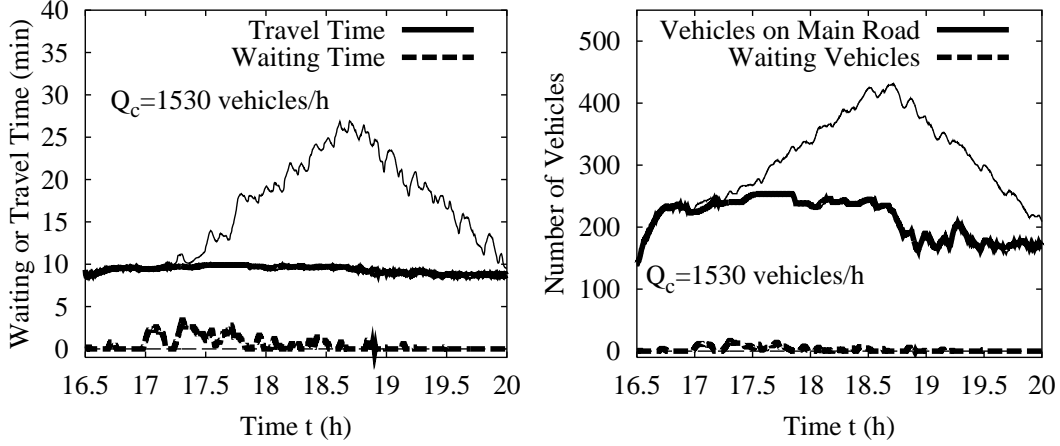 40
35
30
25
20
15
10
5
0
Waiting or Travel Time (min)
Travel Time
Waiting Time
Q_c=1530 vehicles/h
16.5 17 17.5 18 18.5 19 19.5 20
Time t (h)
500
400
300
200
100
0
Number of Vehicles
Vehicles on Main Road
Waiting Vehicles
Q_c=1530 vehicles/h
16.5 17 17.5 18 18.5 19 19.5 20
Time t (h)